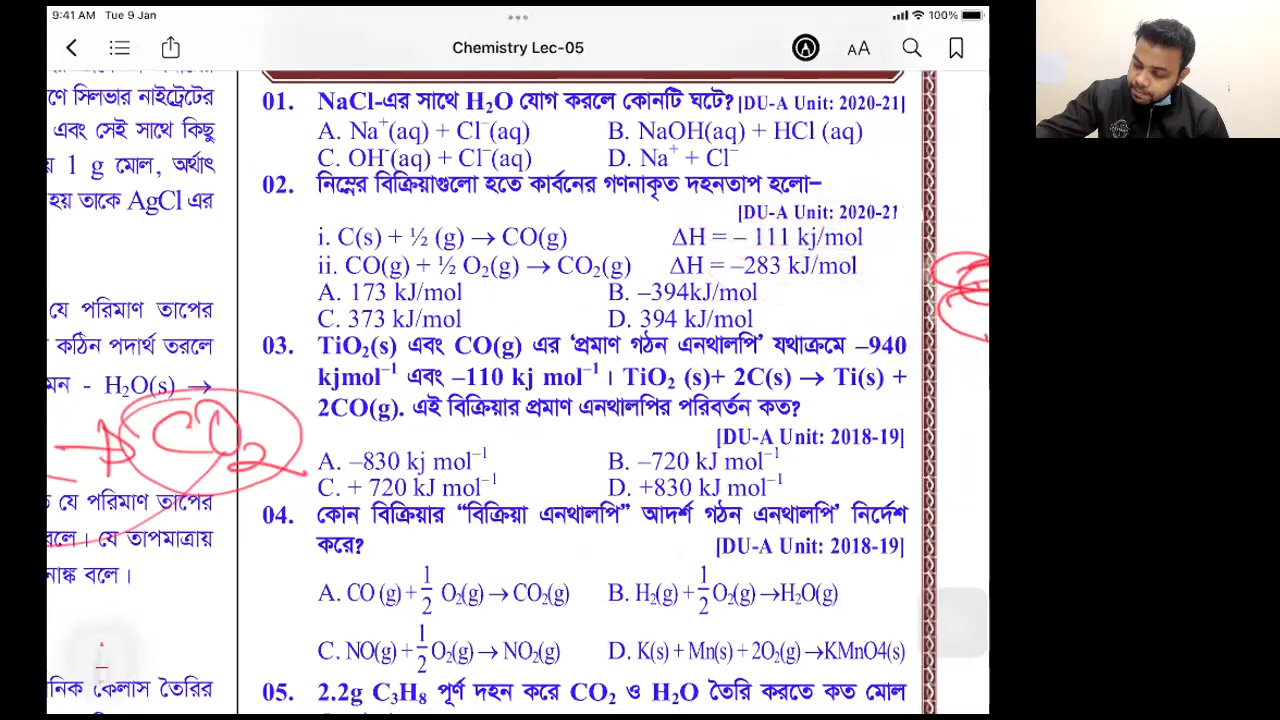 9:41 AM Tue 9 Jan
100%
Chemistry Lec-05
AA
ণে সিলভার নাইট্রেটের
এবং সেই সাথে কিছু
1 g মোল, অর্থাৎ
হয় তাকে AgCl এর
যে পরিমাণ তাপের
কঠিন পদার্থ তরলে
মন - H₂O(s) →
CO₂
যে পরিমাণ তাপের
বলে। যে তাপমাত্রায়
নাঙ্ক বলে।
নিক কেলাস তৈরির
01. NaCl-এর সাথে H₂O যোগ করলে কোনটি ঘটে? [DU-A Unit: 2020-21]
A. Na⁺(aq) + Cl⁻(aq) B. NaOH(aq) + HCl (aq)
C. OH⁻(aq) + Cl⁻(aq) D. Na⁺ + Cl⁻
02. নিম্নের বিক্রিয়াগুলো হতে কার্বনের গণনাকৃত দহনতাপ হলো–
[DU-A Unit: 2020-21
i. C(s) + ½ (g) → CO(g) ΔH = – 111 kj/mol
ii. CO(g) + ½ O₂(g) → CO₂(g) ΔH = –283 kJ/mol
A. 173 kJ/mol B. –394kJ/mol
C. 373 kJ/mol D. 394 kJ/mol
03. TiO₂(s) এবং CO(g) এর ‘প্রমাণ গঠন এনথালপি’ যথাক্রমে –940
kjmol⁻¹ এবং –110 kj mol⁻¹। TiO₂ (s)+ 2C(s) → Ti(s) +
2CO(g). এই বিক্রিয়ার প্রমাণ এনথালপির পরিবর্তন কত?
[DU-A Unit: 2018-19]
A. –830 kj mol⁻¹ B. –720 kJ mol⁻¹
C. + 720 kJ mol⁻¹ D. +830 kJ mol⁻¹
04. কোন বিক্রিয়ার “বিক্রিয়া এনথালপি” আদর্শ গঠন এনথালপি’ নির্দেশ
করে? [DU-A Unit: 2018-19]
A. CO (g) + 1/2 O₂(g) → CO₂(g) B. H₂(g) + 1/2 O₂(g) →H₂O(g)
C. NO(g) + 1/2 O₂(g) → NO₂(g) D. K(s) + Mn(s) + 2O₂(g) →KMnO4(s)
05. 2.2g C₃H₈ পূর্ণ দহন করে CO₂ ও H₂O তৈরি করতে কত মোল